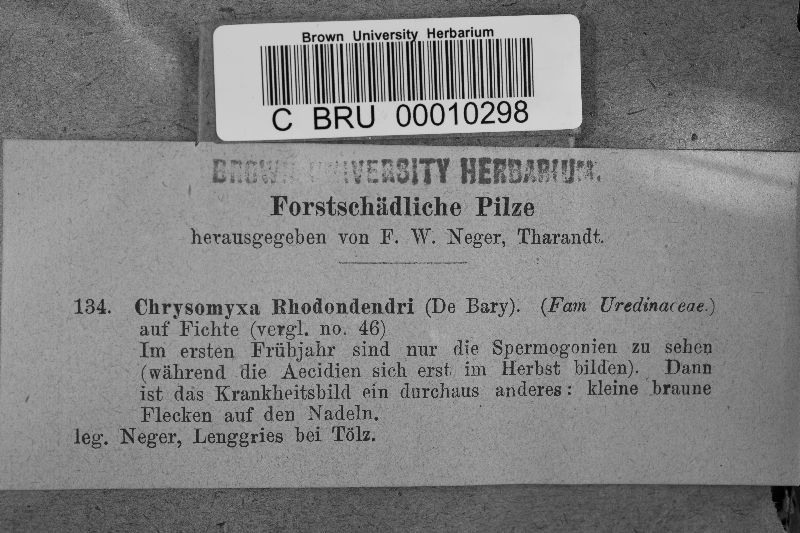 Brown University Herbarium
C BRU 00010298
BROWN UNIVERSITY HERBARIUM.
Forstschädliche Pilze
herausgegeben von F. W. Neger, Tharandt.
134. Chrysomyxa Rhodondendri (De Bary). (Fam Uredinaceae.)
auf Fichte (vergl. no. 46)
Im ersten Frühjahr sind nur die Spermogonien zu sehen
(während die Aecidien sich erst im Herbst bilden). Dann
ist das Krankheitsbild ein durchaus anderes: kleine braune
Flecken auf den Nadeln.
leg. Neger, Lenggries bei Tölz.